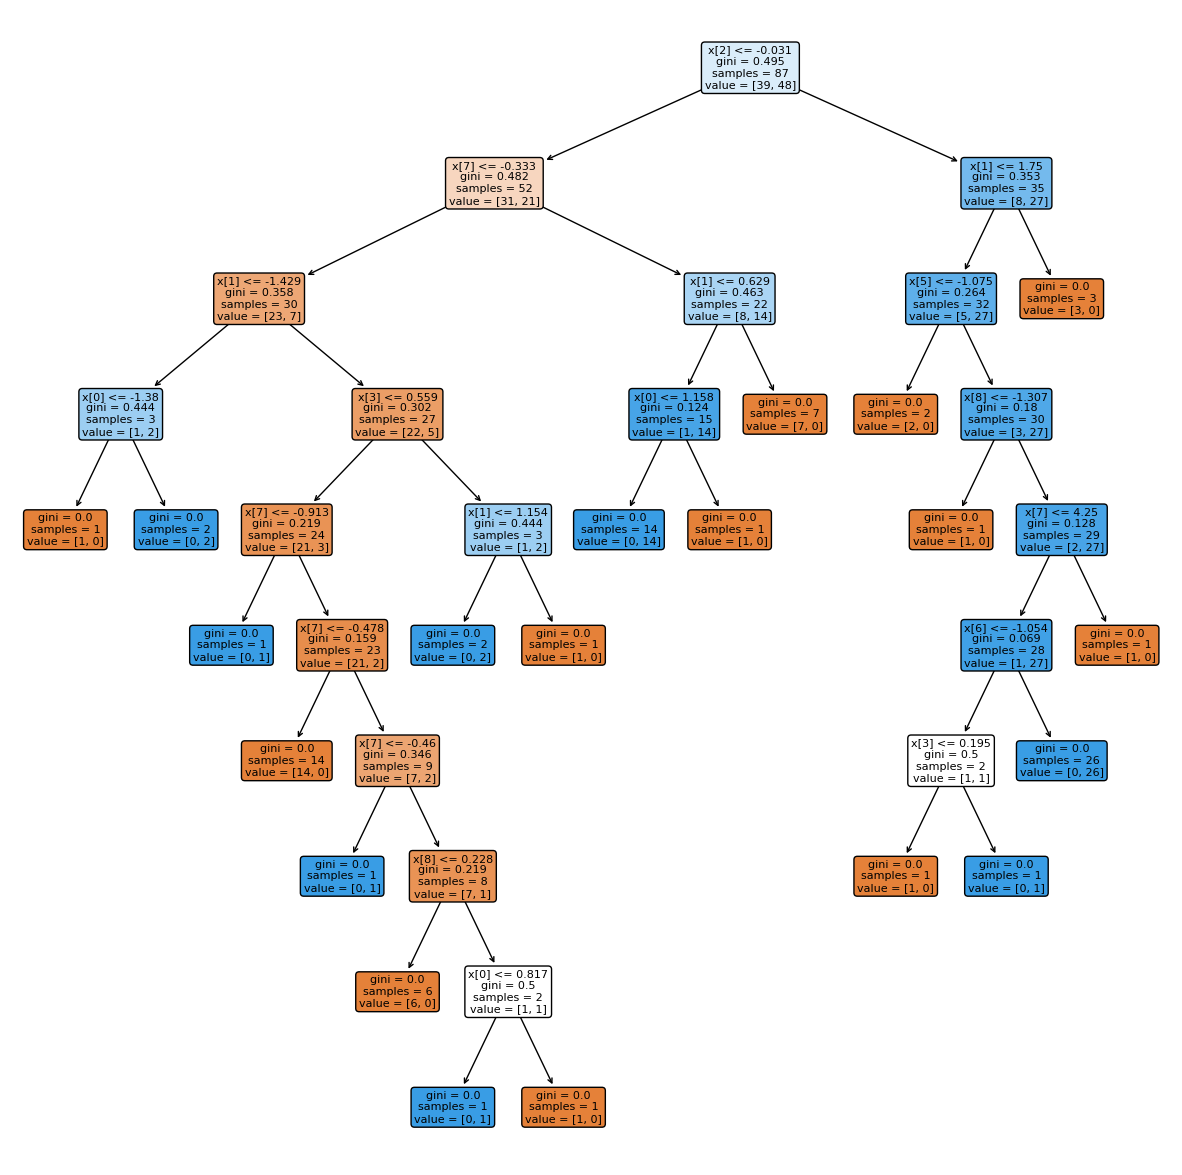 x[2] <= -0.031
gini = 0.495
samples = 87
value = [39, 48]
x[7] <= -0.333
gini = 0.482
samples = 52
value = [31, 21]
x[1] <= 1.75
gini = 0.353
samples = 35
value = [8, 27]
x[1] <= -1.429
gini = 0.358
samples = 30
value = [23, 7]
x[1] <= 0.629
gini = 0.463
samples = 22
value = [8, 14]
x[5] <= -1.075
gini = 0.264
samples = 32
value = [5, 27]
gini = 0.0
samples = 3
value = [3, 0]
x[0] <= -1.38
gini = 0.444
samples = 3
value = [1, 2]
x[3] <= 0.559
gini = 0.302
samples = 27
value = [22, 5]
x[0] <= 1.158
gini = 0.124
samples = 15
value = [1, 14]
gini = 0.0
samples = 7
value = [7, 0]
gini = 0.0
samples = 2
value = [2, 0]
x[8] <= -1.307
gini = 0.18
samples = 30
value = [3, 27]
gini = 0.0
samples = 1
value = [1, 0]
gini = 0.0
samples = 2
value = [0, 2]
x[7] <= -0.913
gini = 0.219
samples = 24
value = [21, 3]
x[1] <= 1.154
gini = 0.444
samples = 3
value = [1, 2]
gini = 0.0
samples = 14
value = [0, 14]
gini = 0.0
samples = 1
value = [1, 0]
gini = 0.0
samples = 1
value = [1, 0]
x[7] <= 4.25
gini = 0.128
samples = 29
value = [2, 27]
gini = 0.0
samples = 1
value = [0, 1]
x[7] <= -0.478
gini = 0.159
samples = 23
value = [21, 2]
gini = 0.0
samples = 2
value = [0, 2]
gini = 0.0
samples = 1
value = [1, 0]
x[6] <= -1.054
gini = 0.069
samples = 28
value = [1, 27]
gini = 0.0
samples = 1
value = [1, 0]
gini = 0.0
samples = 14
value = [14, 0]
x[7] <= -0.46
gini = 0.346
samples = 9
value = [7, 2]
x[3] <= 0.195
gini = 0.5
samples = 2
value = [1, 1]
gini = 0.0
samples = 26
value = [0, 26]
gini = 0.0
samples = 1
value = [0, 1]
x[8] <= 0.228
gini = 0.219
samples = 8
value = [7, 1]
gini = 0.0
samples = 1
value = [1, 0]
gini = 0.0
samples = 1
value = [0, 1]
gini = 0.0
samples = 6
value = [6, 0]
x[0] <= 0.817
gini = 0.5
samples = 2
value = [1, 1]
gini = 0.0
samples = 1
value = [0, 1]
gini = 0.0
samples = 1
value = [1, 0]